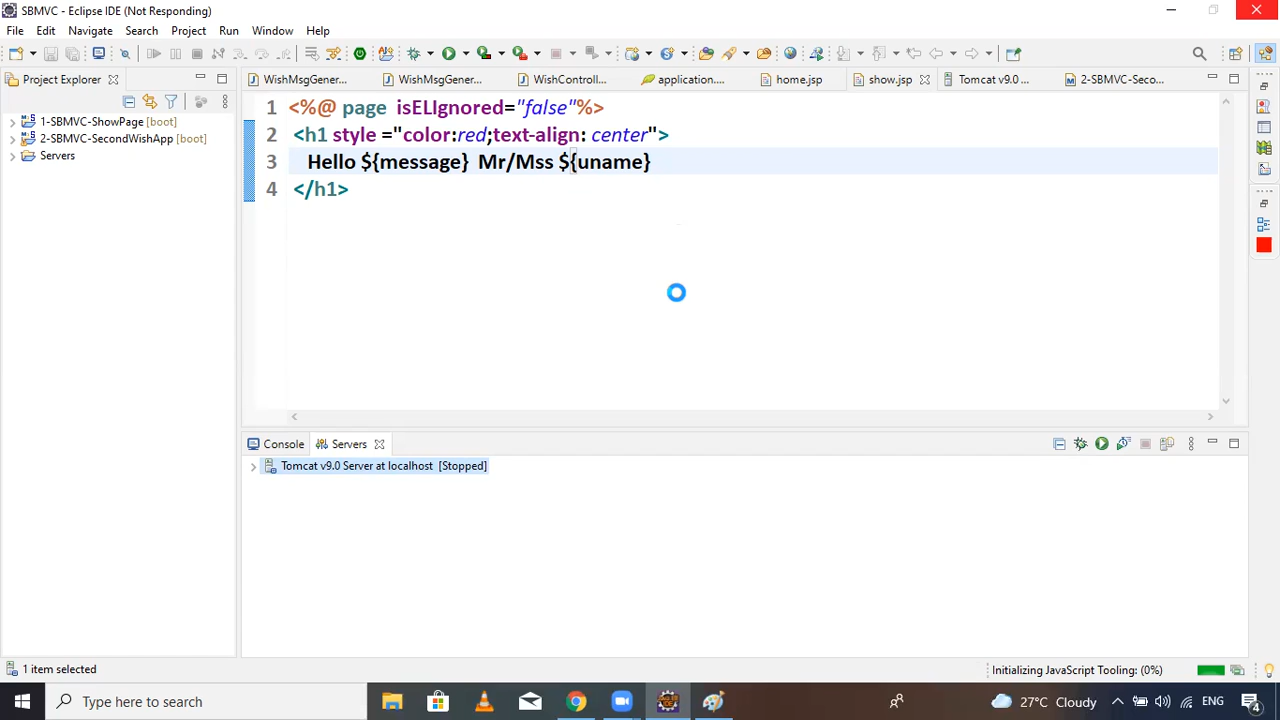 SBMVC - Eclipse IDE (Not Responding)
File Edit Navigate Search Project Run Window Help
Project Explorer
WishMsgGener... WishMsgGener... WishControll... application.... home.jsp show.jsp Tomcat v9.0 ... 2-SBMVC-Seco...
1-SBMVC-ShowPage [boot]
2-SBMVC-SecondWishApp [boot]
Servers
1 <%@ page isELIgnored="false"%>
2 <h1 style ="color:red;text-align: center">
3 Hello ${message} Mr/Mss ${uname}
4 </h1>
Console Servers
Tomcat v9.0 Server at localhost [Stopped]
1 item selected
Initializing JavaScript Tooling: (0%)
Type here to search
27°C Cloudy
ENG
4